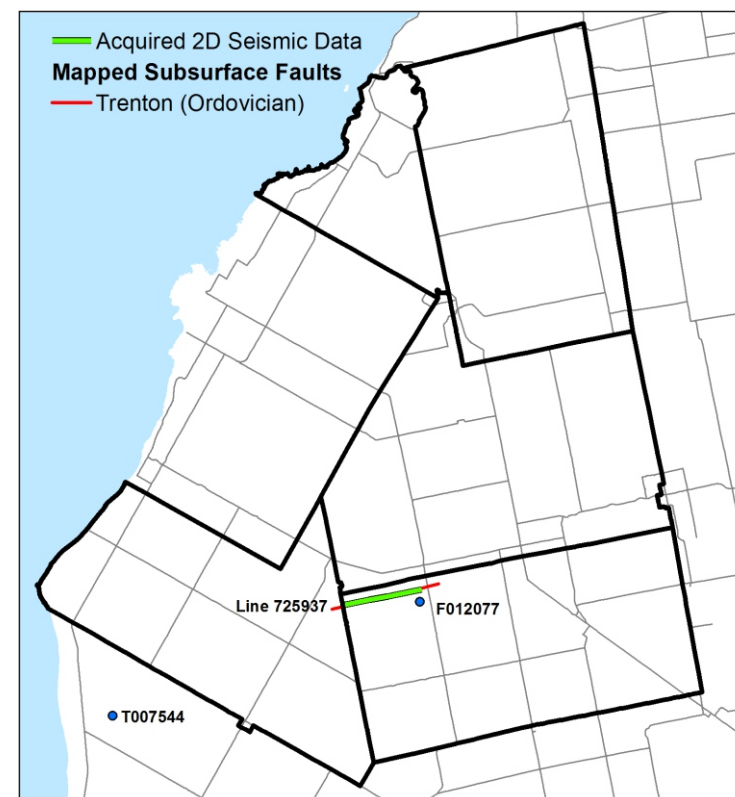 Acquired 2D Seismic Data
Mapped Subsurface Faults
Trenton (Ordovician)
Line 725937
F012077
T007544